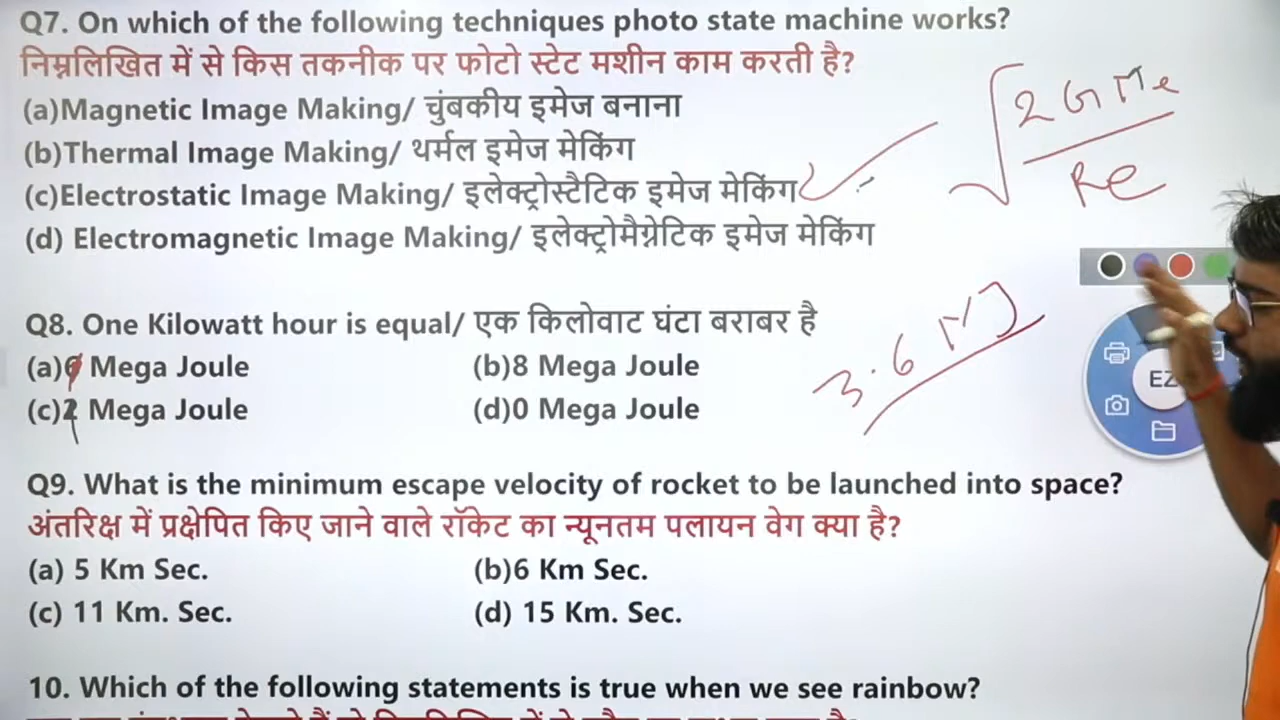 Q7. On which of the following techniques photo state machine works?
निम्नलिखित में से किस तकनीक पर फोटो स्टेट मशीन काम करती है?
(a)Magnetic Image Making/ चुंबकीय इमेज बनाना
(b)Thermal Image Making/ थर्मल इमेज मेकिंग
(c)Electrostatic Image Making/ इलेक्ट्रोस्टैटिक इमेज मेकिंग
(d) Electromagnetic Image Making/ इलेक्ट्रोमैग्नेटिक इमेज मेकिंग
√2GMe
Re
Q8. One Kilowatt hour is equal/ एक किलोवाट घंटा बराबर है
(a) Mega Joule (b)8 Mega Joule
(c)2 Mega Joule (d)0 Mega Joule
3.6 MJ
EZ
Q9. What is the minimum escape velocity of rocket to be launched into space?
अंतरिक्ष में प्रक्षेपित किए जाने वाले रॉकेट का न्यूनतम पलायन वेग क्या है?
(a) 5 Km Sec. (b)6 Km Sec.
(c) 11 Km. Sec. (d) 15 Km. Sec.
10. Which of the following statements is true when we see rainbow?